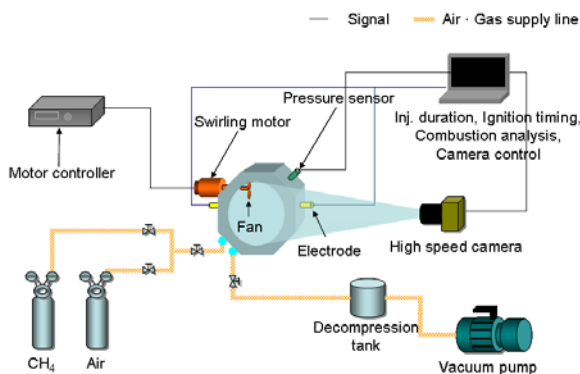 Signal
Air · Gas supply line
Pressure sensor
Swirling motor
Inj. duration, Ignition timing,
Combustion analysis,
Camera control
Motor controller
Fan
Electrode
High speed camera
CH₄
Air
Decompression
tank
Vacuum pump